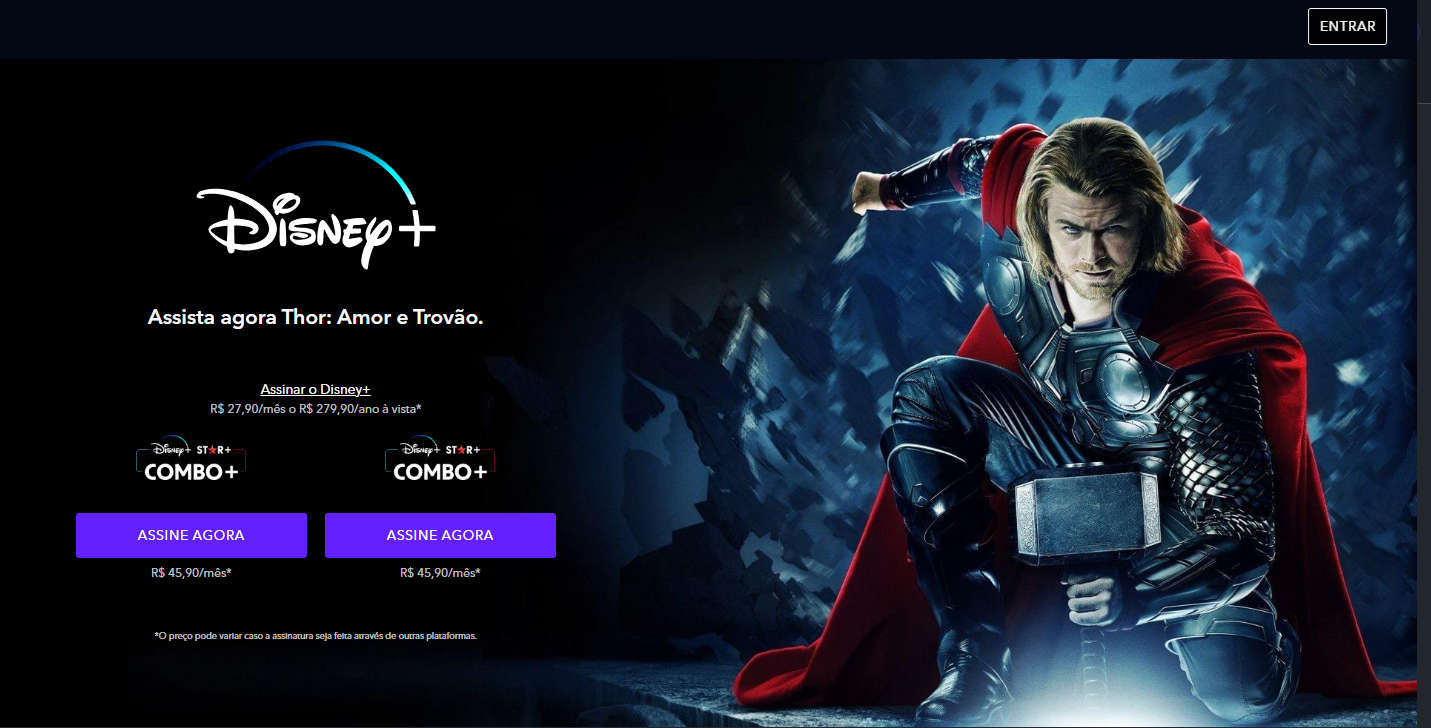 ENTRAR
Disney+
Assista agora Thor: Amor e Trovão.
Assinar o Disney+
R$ 27,90/mês o R$ 279,90/ano à vista*
Disney+ STAR+
COMBO+
ASSINE AGORA
R$ 45,90/mês*
Disney+ STAR+
COMBO+
ASSINE AGORA
R$ 45,90/mês*
*O preço pode variar caso a assinatura seja feita através de outras plataformas.